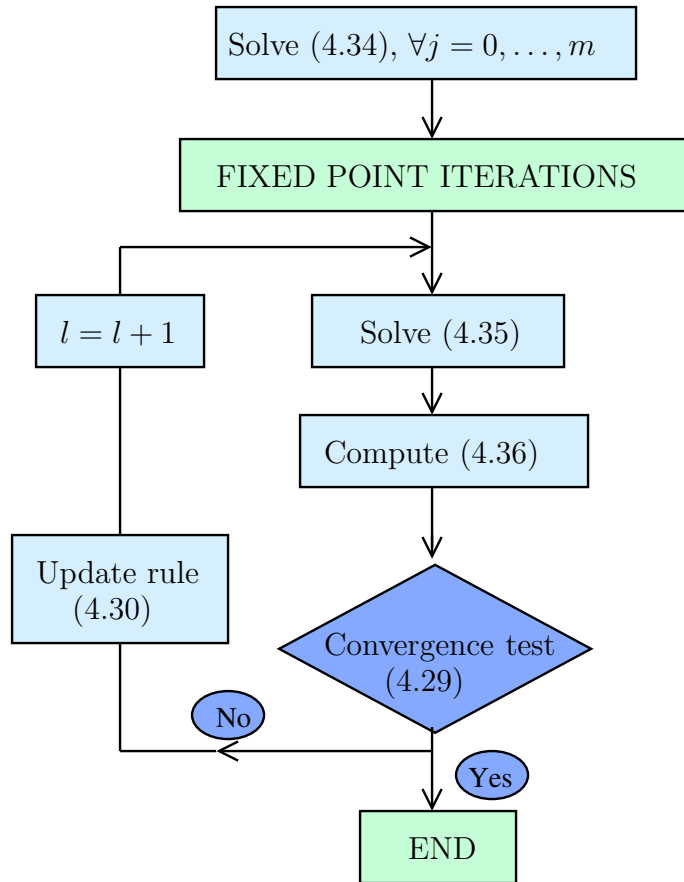 Solve (4.34), ∀j = 0, . . . , m
FIXED POINT ITERATIONS
l = l + 1
Solve (4.35)
Compute (4.36)
Update rule
(4.30)
Convergence test
(4.29)
No
Yes
END